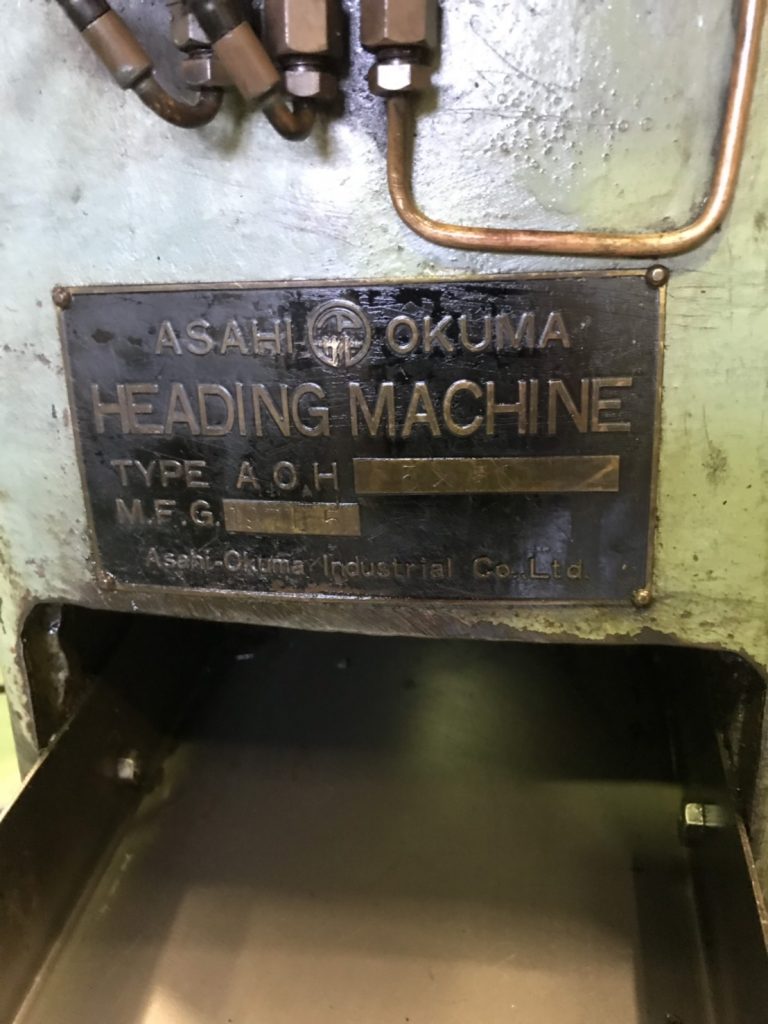 ASAHI OKUMA
HEADING MACHINE
TYPE A.O.H
M.F.G.
Asahi-Okuma Industrial Co.,Ltd.